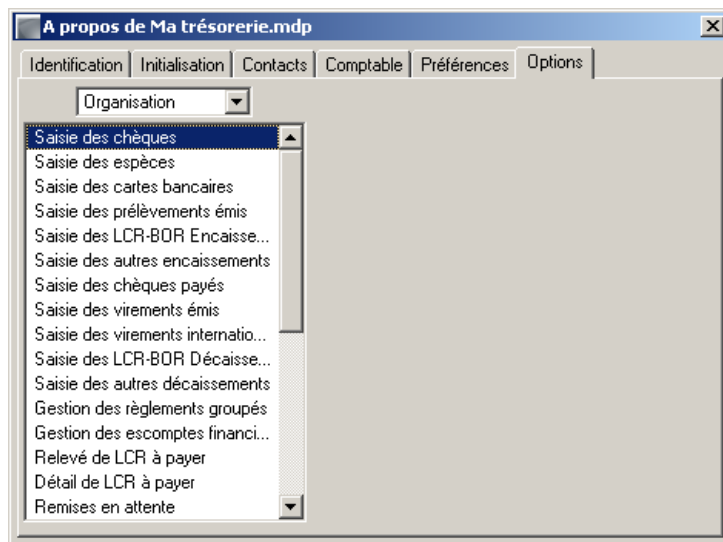 A propos de Ma trésorerie.mdp
Identification Initialisation Contacts Comptable Préférences Options
Organisation
Saisie des chèques
Saisie des espèces
Saisie des cartes bancaires
Saisie des prélèvements émis
Saisie des LCR-BOR Encaisse...
Saisie des autres encaissements
Saisie des chèques payés
Saisie des virements émis
Saisie des virements internatio...
Saisie des LCR-BOR Décaisse...
Saisie des autres décaissements
Gestion des règlements groupés
Gestion des escomptes financi...
Relevé de LCR à payer
Détail de LCR à payer
Remises en attente